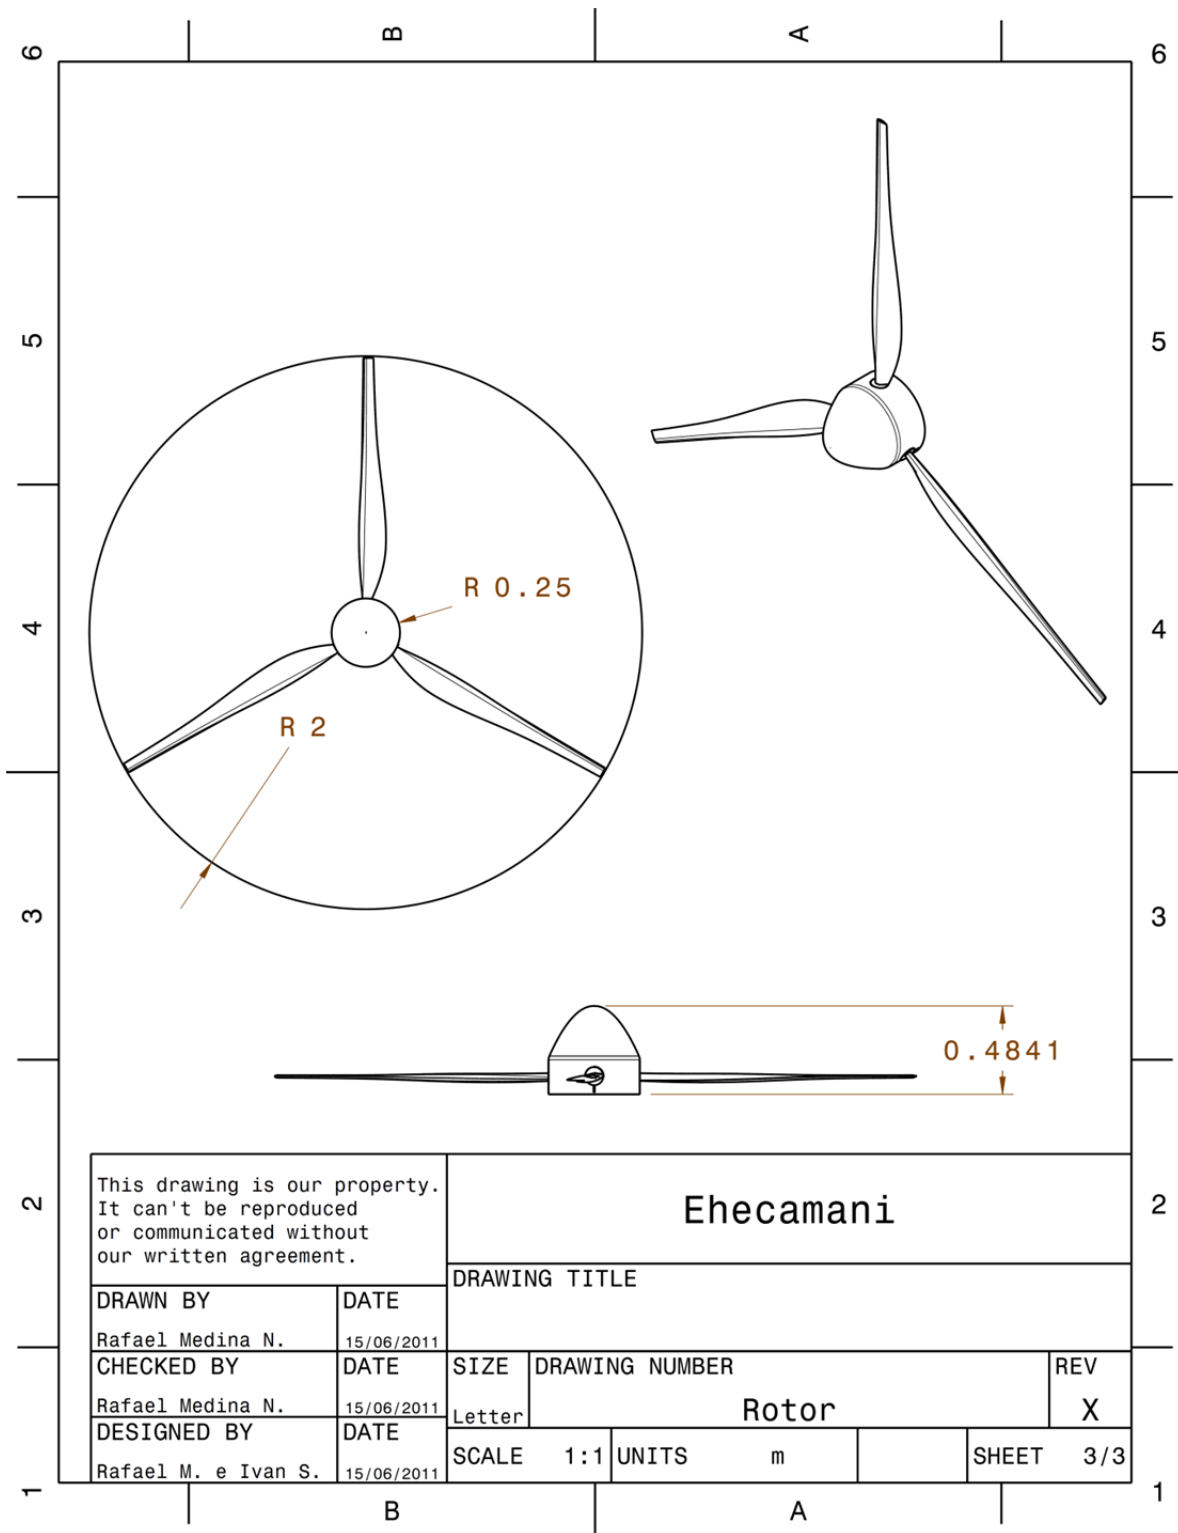 B
A
6
6
5
5
4
4
3
3
2
2
1
1
B
A
R 0.25
R 2
0.4841
This drawing is our property.
It can't be reproduced
or communicated without
our written agreement.
Ehecamani
DRAWING TITLE
DRAWN BY
DATE
Rafael Medina N.
15/06/2011
CHECKED BY
DATE
Rafael Medina N.
15/06/2011
DESIGNED BY
DATE
Rafael M. e Ivan S.
15/06/2011
SIZE
Letter
DRAWING NUMBER
Rotor
REV
X
SCALE 1:1
UNITS m
SHEET 3/3